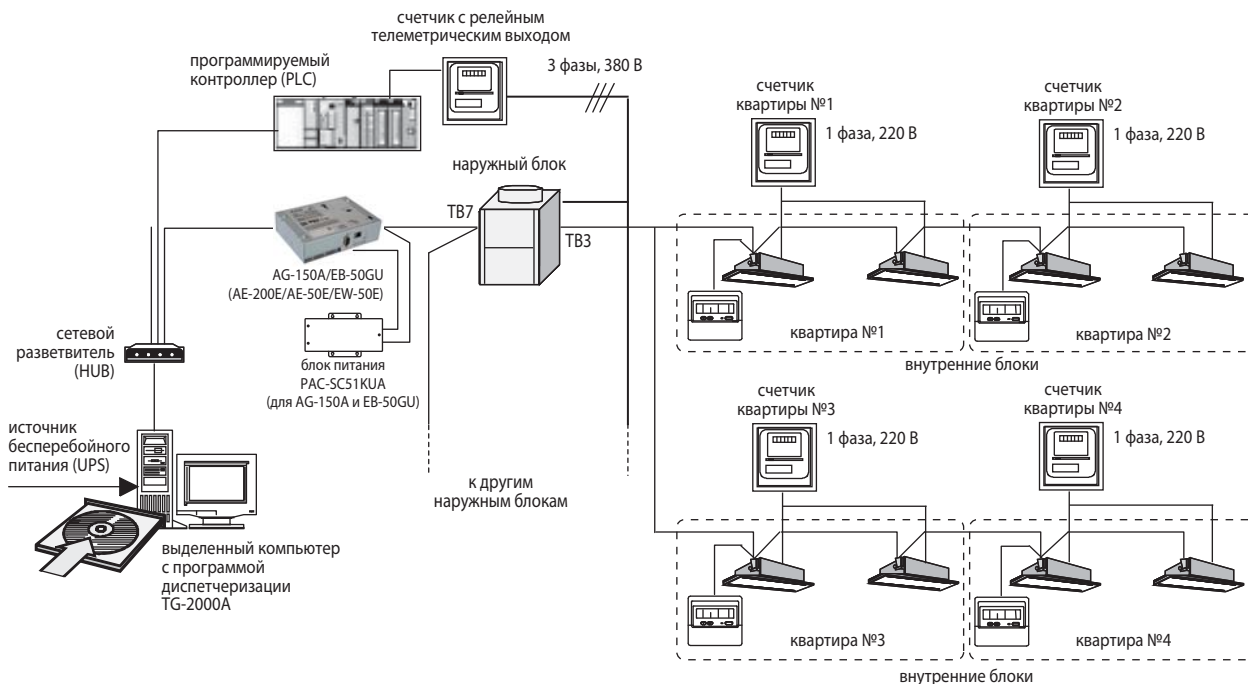 счетчик с релейным
телеметрическим выходом
программируемый
контроллер (PLC)
3 фазы, 380 В
счетчик
квартиры №1
1 фаза, 220 В
счетчик
квартиры №2
1 фаза, 220 В
наружный блок
TB7
TB3
AG-150A/EB-50GU
(AE-200E/AE-50E/EW-50E)
сетевой
разветвитель
(HUB)
блок питания
PAC-SC51KUA
(для AG-150A и EB-50GU)
квартира №1
квартира №2
внутренние блоки
источник
бесперебойного
питания (UPS)
к другим
наружным блокам
выделенный компьютер
с программой
диспетчеризации
TG-2000A
счетчик
квартиры №3
1 фаза, 220 В
счетчик
квартиры №4
1 фаза, 220 В
квартира №3
квартира №4
внутренние блоки